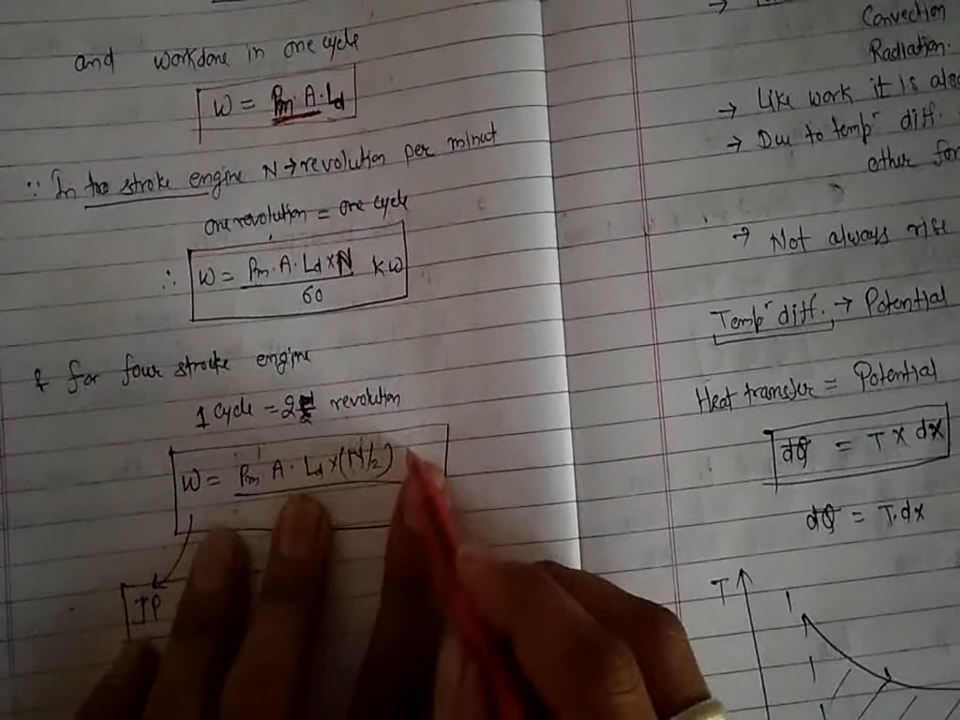 and workdone in one cycle
W = Pm. A. Ld
∵ In two stroke engine N → revolution per minut
one revolution = one cycle
∴ W = Pm. A. Ld x N / 60 kW
& for four stroke engine
1 cycle = 2 revolution
W = Pm A. Ld x (N/2)
IP
Convection
Radiation.
→ Like work it is also
→ Due to tempr diff.
other for
→ Not always rise
Tempr diff. → Potential
Heat transfer = Potential
dQ = T x dx
dQ = T.dx
T